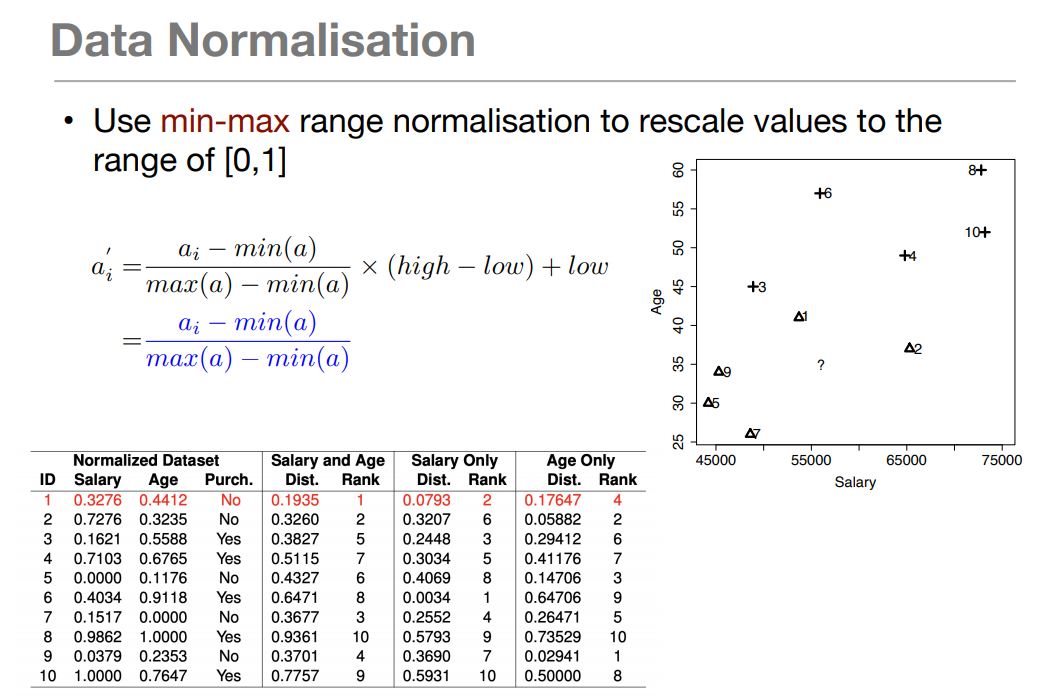 Data Normalisation
• Use min-max range normalisation to rescale values to the
range of [0,1]
a'_i = (a_i − min(a)) / (max(a) − min(a)) × (high − low) + low
= (a_i − min(a)) / (max(a) − min(a))
60
55
50
45
40
35
30
25
Age
8
6
10
4
3
1
2
?
9
5
7
45000 55000 65000 75000
Salary
Normalized Dataset Salary and Age Salary Only Age Only
ID Salary Age Purch. Dist. Rank Dist. Rank Dist. Rank
1 0.3276 0.4412 No 0.1935 1 0.0793 2 0.17647 4
2 0.7276 0.3235 No 0.3260 2 0.3207 6 0.05882 2
3 0.1621 0.5588 Yes 0.3827 5 0.2448 3 0.29412 6
4 0.7103 0.6765 Yes 0.5115 7 0.3034 5 0.41176 7
5 0.0000 0.1176 No 0.4327 6 0.4069 8 0.14706 3
6 0.4034 0.9118 Yes 0.6471 8 0.0034 1 0.64706 9
7 0.1517 0.0000 No 0.3677 3 0.2552 4 0.26471 5
8 0.9862 1.0000 Yes 0.9361 10 0.5793 9 0.73529 10
9 0.0379 0.2353 No 0.3701 4 0.3690 7 0.02941 1
10 1.0000 0.7647 Yes 0.7757 9 0.5931 10 0.50000 8